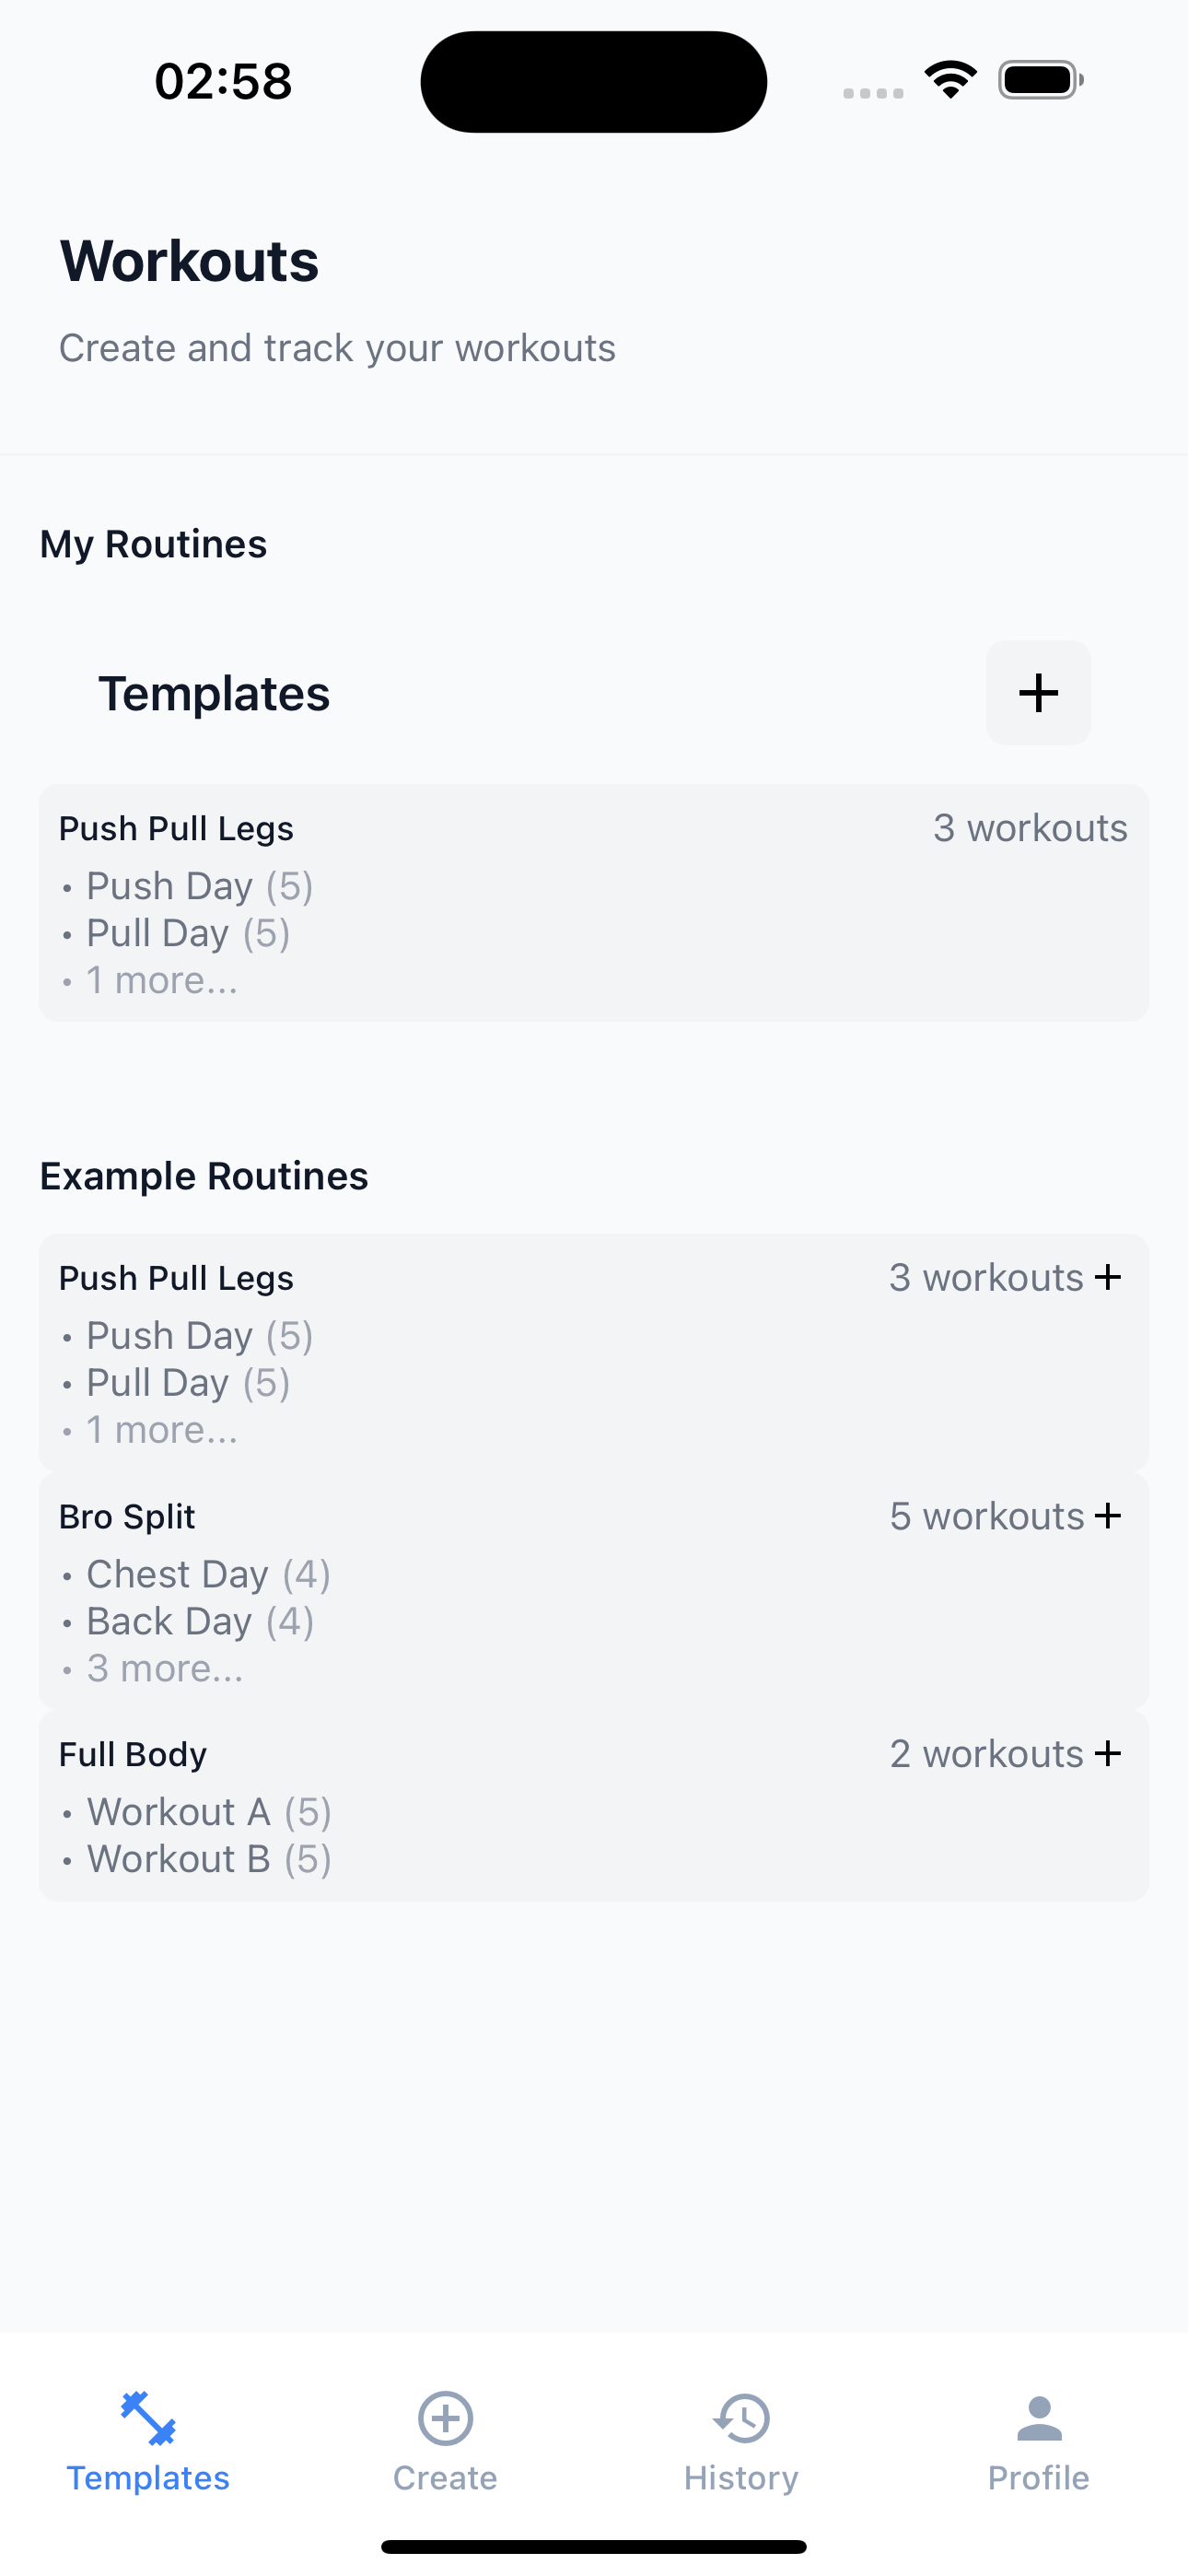 02:58
Workouts
Create and track your workouts
My Routines
Templates
Push Pull Legs 3 workouts
• Push Day (5)
• Pull Day (5)
• 1 more...
Example Routines
Push Pull Legs 3 workouts +
• Push Day (5)
• Pull Day (5)
• 1 more...
Bro Split 5 workouts +
• Chest Day (4)
• Back Day (4)
• 3 more...
Full Body 2 workouts +
• Workout A (5)
• Workout B (5)
Templates Create History Profile